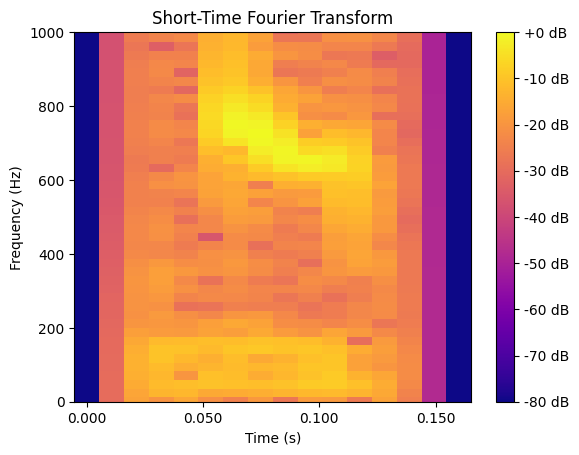 Short-Time Fourier Transform
1000
800
600
400
200
0
Frequency (Hz)
0.000
0.050
0.100
0.150
Time (s)
+0 dB
-10 dB
-20 dB
-30 dB
-40 dB
-50 dB
-60 dB
-70 dB
-80 dB